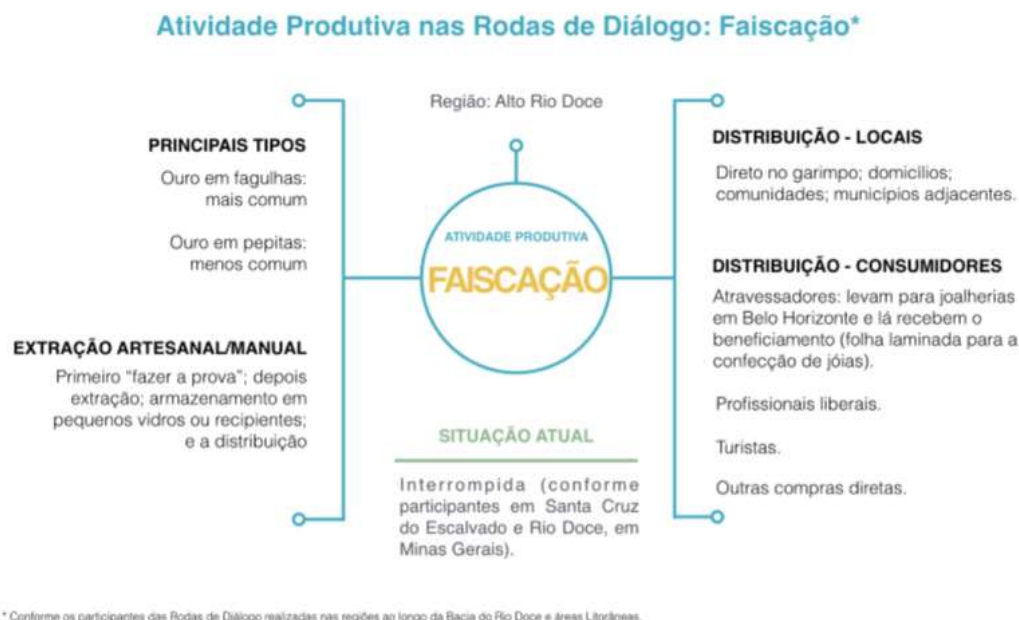 Atividade Produtiva nas Rodas de Diálogo: Faiscação*
Região: Alto Rio Doce
PRINCIPAIS TIPOS
Ouro em fagulhas:
mais comum
Ouro em pepitas:
menos comum
EXTRAÇÃO ARTESANAL/MANUAL
Primeiro “fazer a prova”; depois
extração; armazenamento em
pequenos vidros ou recipientes;
e a distribuição
ATIVIDADE PRODUTIVA
FAISCAÇÃO
SITUAÇÃO ATUAL
Interrompida (conforme
participantes em Santa Cruz
do Escalvado e Rio Doce, em
Minas Gerais).
DISTRIBUIÇÃO - LOCAIS
Direto no garimpo; domicílios;
comunidades; municípios adjacentes.
DISTRIBUIÇÃO - CONSUMIDORES
Atravessadores: levam para joalherias
em Belo Horizonte e lá recebem o
beneficiamento (folha laminada para a
confecção de jóias).
Profissionais liberais.
Turistas.
Outras compras diretas.
* Conforme os participantes das Rodas de Diálogo realizadas nas regiões ao longo da Bacia do Rio Doce e áreas Litorâneas.